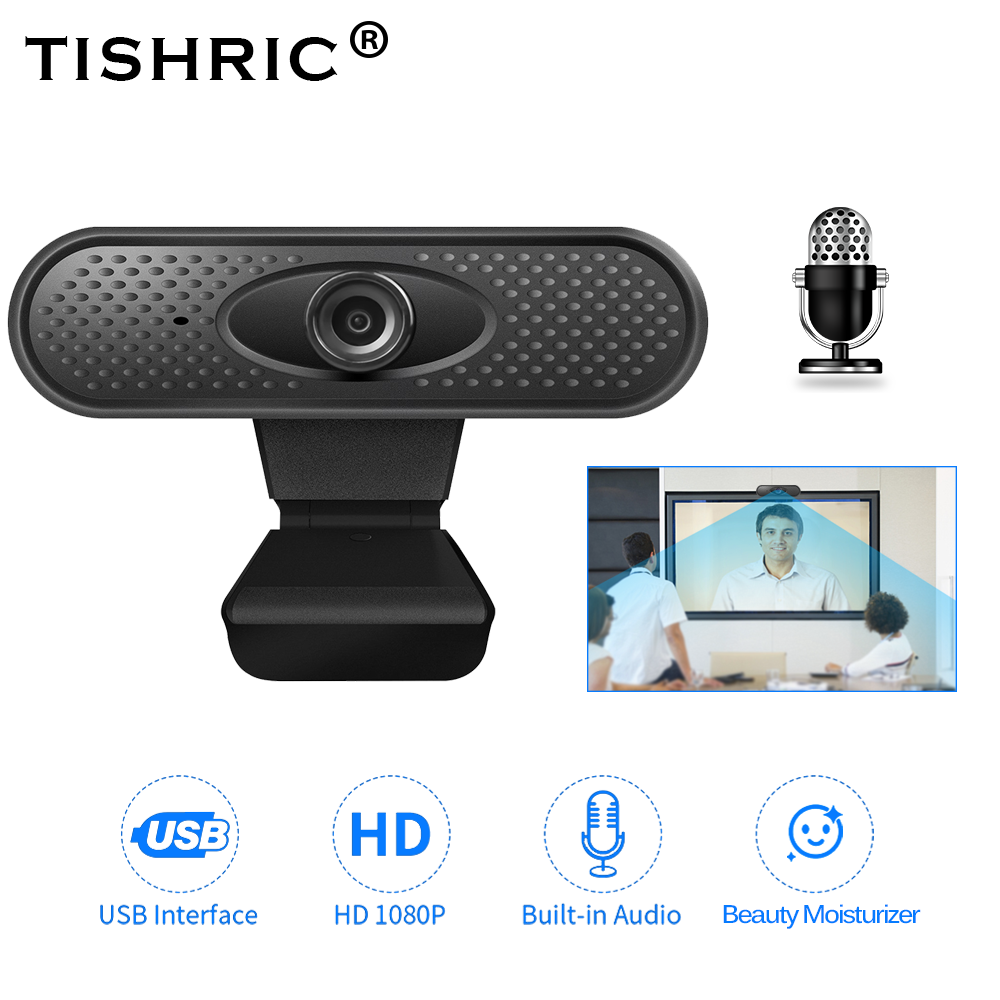 TISHRIC®
USB
HD
USB Interface
HD 1080P
Built-in Audio
Beauty Moisturizer